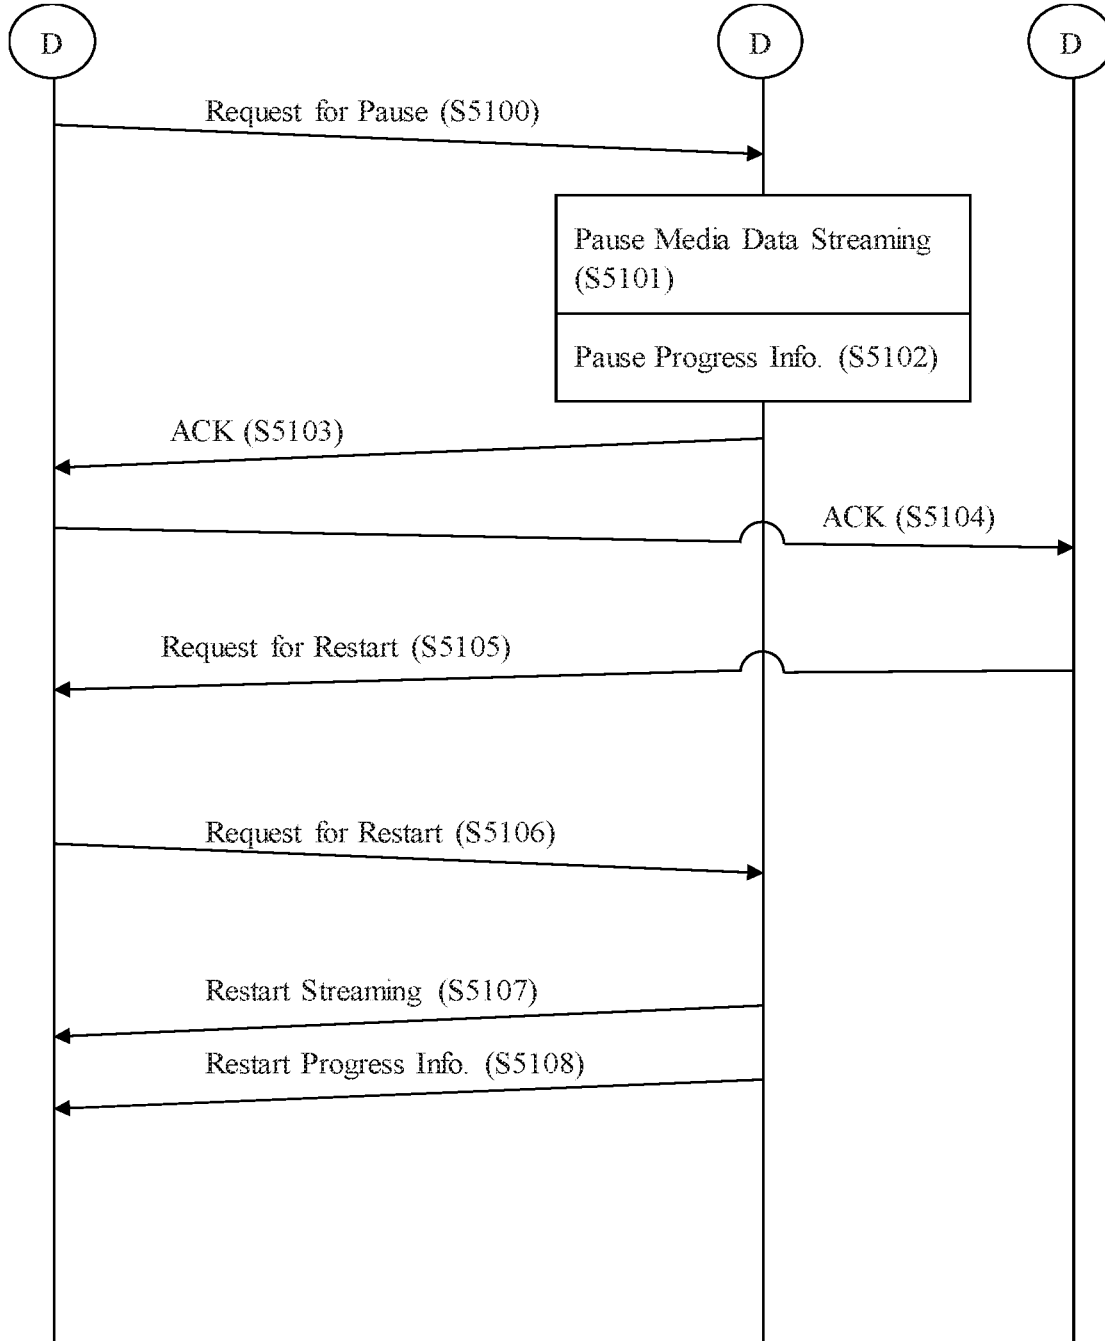 D
D
D
Request for Pause (S5100)
Pause Media Data Streaming
(S5101)
Pause Progress Info. (S5102)
ACK (S5103)
ACK (S5104)
Request for Restart (S5105)
Request for Restart (S5106)
Restart Streaming (S5107)
Restart Progress Info. (S5108)